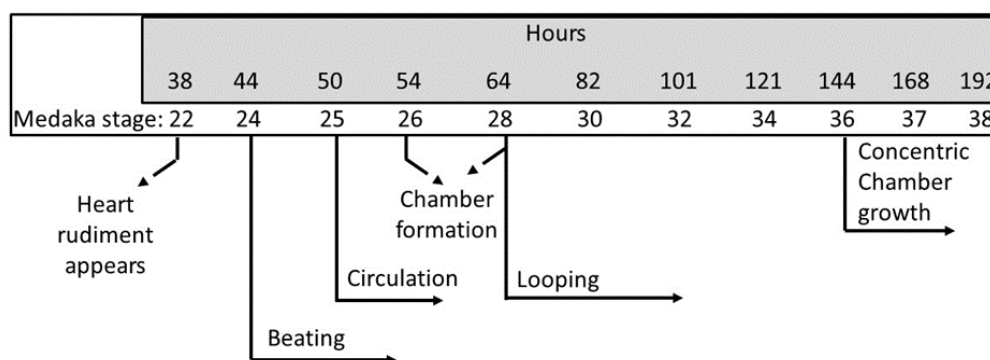 Hours
38 44 50 54 64 82 101 121 144 168 192
Medaka stage: 22 24 25 26 28 30 32 34 36 37 38
Heart
rudiment
appears
Chamber
formation
Concentric
Chamber
growth
Circulation
Looping
Beating